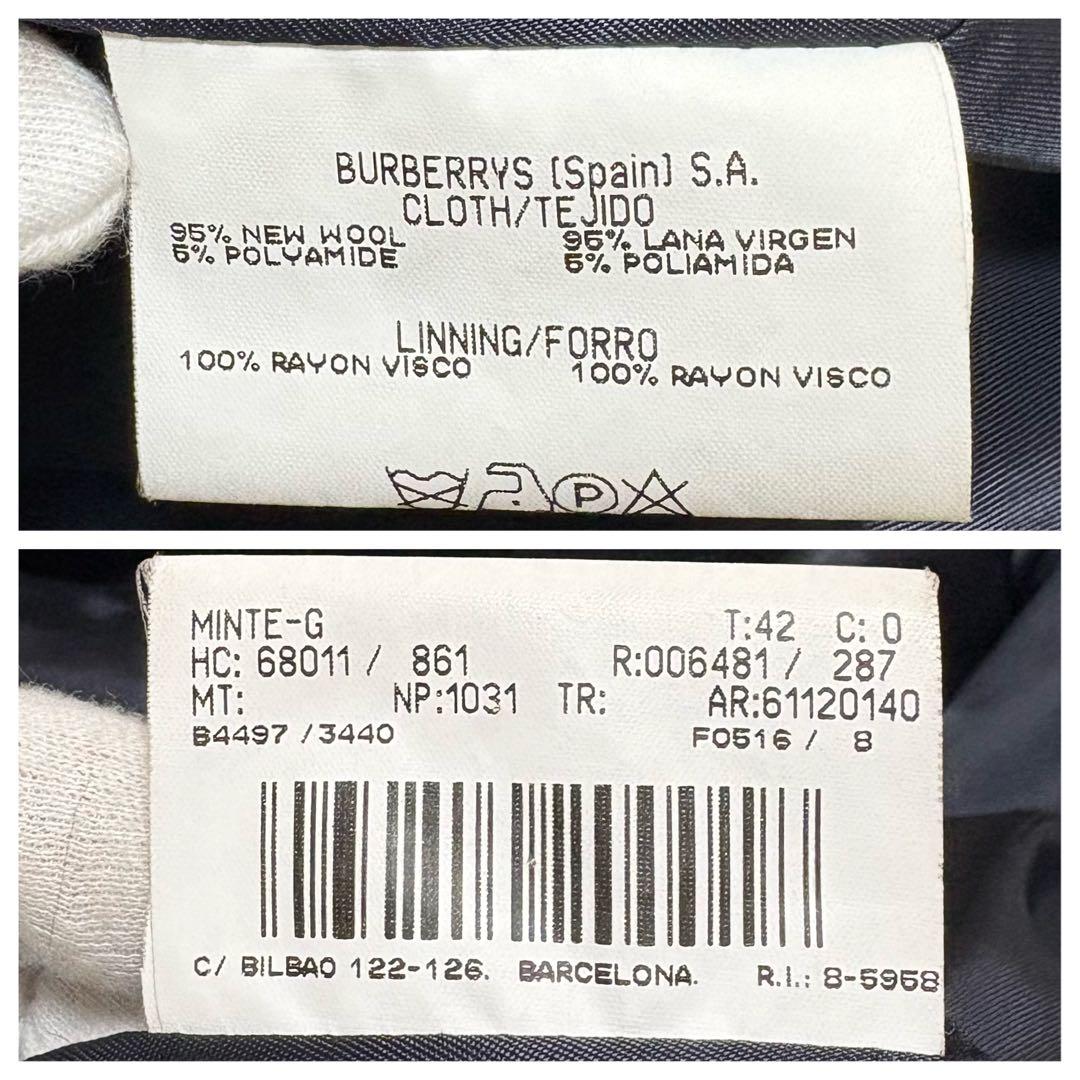 BURBERRYS (Spain) S.A.
CLOTH/TEJIDO
95% NEW WOOL 95% LANA VIRGEN
5% POLYAMIDE 5% POLIAMIDA
LINNING/FORRO
100% RAYON VISCO 100% RAYON VISCO
P
MINTE-G T:42 C: 0
HC: 68011 / 861 R:006481 / 287
MT: NP:1031 TR: AR:61120140
B4497 /3440 F0516 / 8
C/ BILBAO 122-126. BARCELONA. R.I.: 8-5958